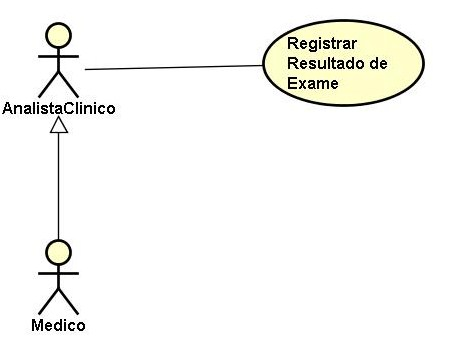 Registrar
Resultado de
Exame
AnalistaClinico
Medico